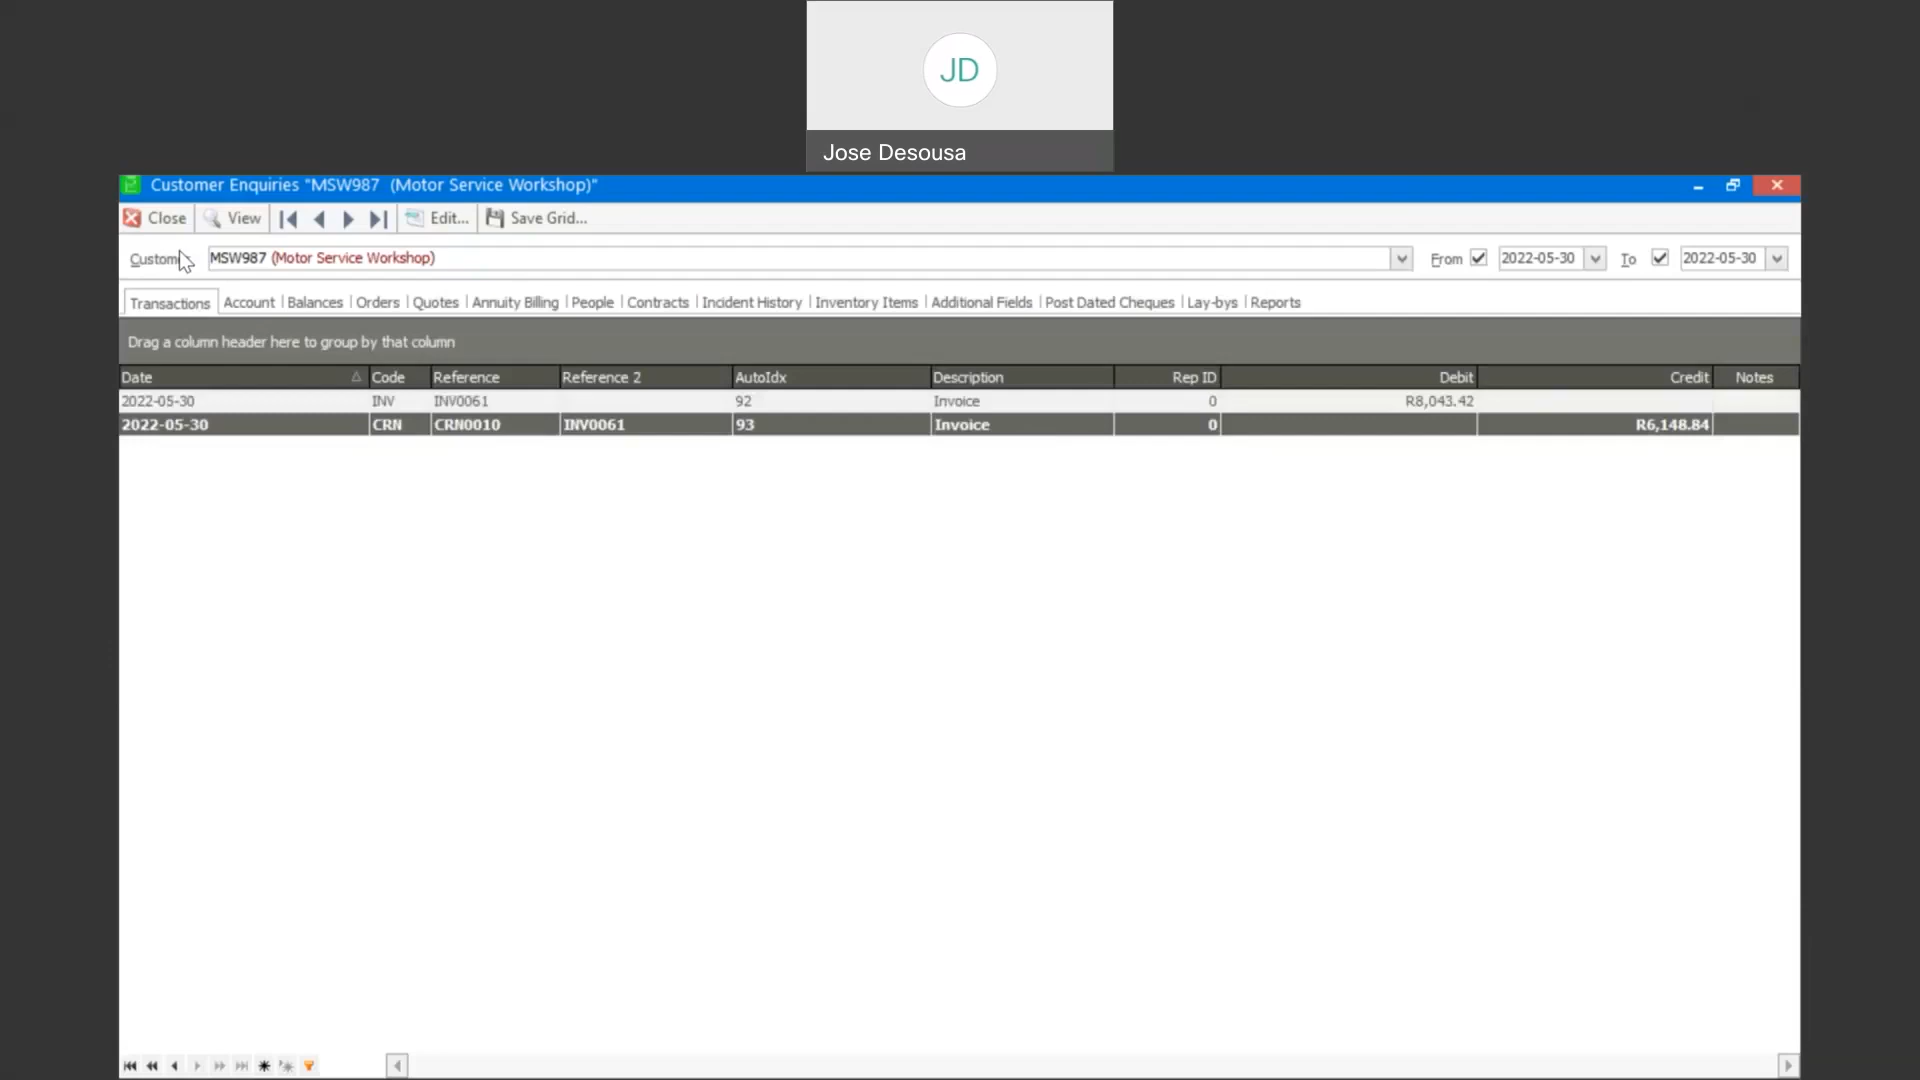 JD
Jose Desousa
Customer Enquiries "MSW987 (Motor Service Workshop)"
Close View Edit... Save Grid...
Custom MSW987 (Motor Service Workshop) From 2022-05-30 To 2022-05-30
Transactions Account Balances Orders Quotes Annuity Billing People Contracts Incident History Inventory Items Additional Fields Post Dated Cheques Lay-bys Reports
Drag a column header here to group by that column
Date Code Reference Reference 2 AutoIdx Description Rep ID Debit Credit Notes
2022-05-30 INV INV0061 92 Invoice 0 R8,043.42
2022-05-30 CRN CRN0010 INV0061 93 Invoice 0 R6,148.84